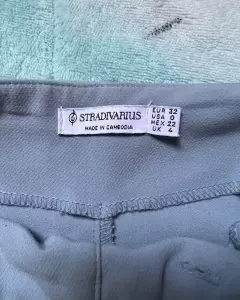 STRADIVARIUS
MADE IN CAMBODIA
EUR 32
USA 0
MEX 22
UK 4